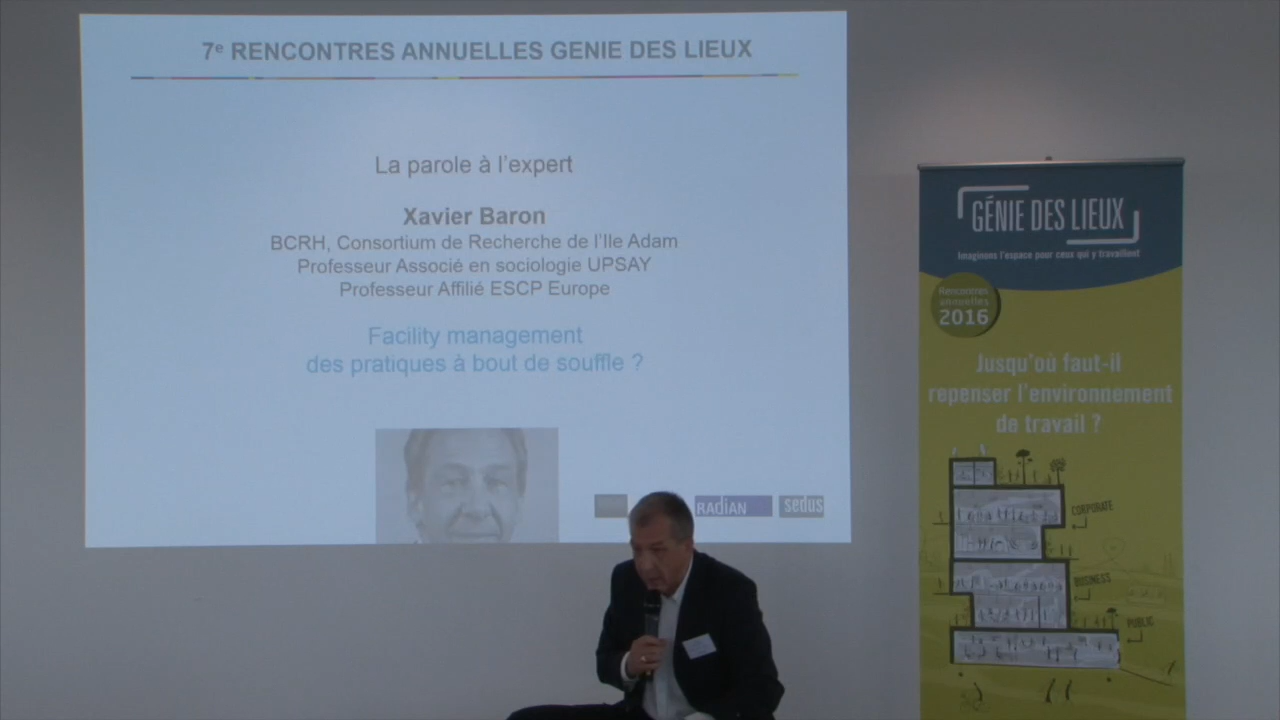 7e RENCONTRES ANNUELLES GENIE DES LIEUX
La parole à l'expert
Xavier Baron
BCRH, Consortium de Recherche de l'Ile Adam
Professeur Associé en sociologie UPSAY
Professeur Affilié ESCP Europe
Facility management
des pratiques à bout de souffle ?
RADIAN
sedus
GÉNIE DES LIEUX
Imaginons l'espace pour ceux qui y travaillent
Rencontres
annuelles
2016
Jusqu'où faut-il
repenser l'environnement
de travail ?
CORPORATE
BUSINESS
PUBLIC